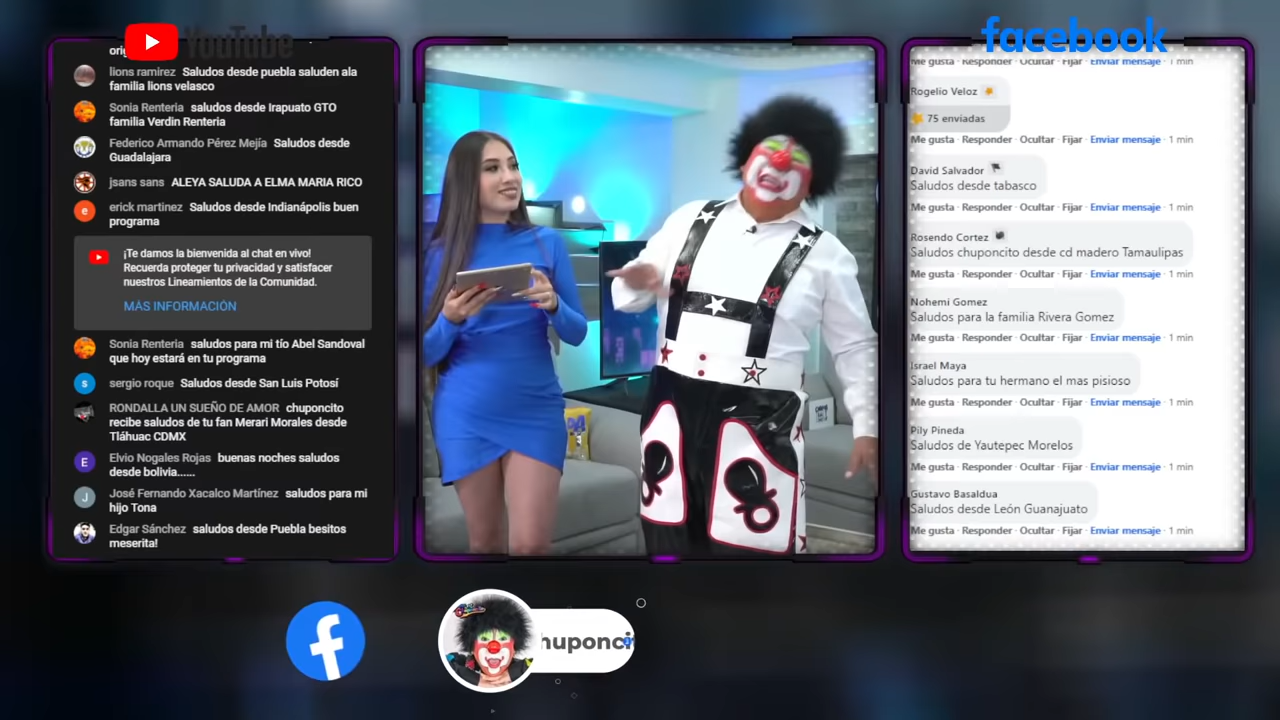 YouTube
lions ramirez Saludos desde puebla saluden ala
familia lions velasco
Sonia Renteria saludos desde Irapuato GTO
familia Verdin Renteria
Federico Armando Pérez Mejía Saludos desde
Guadalajara
jsans sans ALEYA SALUDA A ELMA MARIA RICO
erick martinez Saludos desde Indianápolis buen
programa
¡Te damos la bienvenida al chat en vivo!
Recuerda proteger tu privacidad y satisfacer
nuestros Lineamientos de la Comunidad.
MÁS INFORMACIÓN
Sonia Renteria saludos para mi tío Abel Sandoval
que hoy estará en tu programa
sergio roque Saludos desde San Luis Potosí
RONDALLA UN SUEÑO DE AMOR chuponcito
recibe saludos de tu fan Merari Morales desde
Tláhuac CDMX
Elvio Nogales Rojas buenas noches saludos
desde bolivia......
José Fernando Xacalco Martínez saludos para mi
hijo Tona
Edgar Sánchez saludos desde Puebla besitos
meserita!
facebook
Me gusta · Responder · Ocultar · Fijar · Enviar mensaje · 1 min
Rogelio Veloz
75 enviadas
Me gusta · Responder · Ocultar · Fijar · Enviar mensaje · 1 min
David Salvador
Saludos desde tabasco
Me gusta · Responder · Ocultar · Fijar · Enviar mensaje · 1 min
Rosendo Cortez
Saludos chuponcito desde cd madero Tamaulipas
Me gusta · Responder · Ocultar · Fijar · Enviar mensaje · 1 min
Nohemi Gomez
Saludos para la familia Rivera Gomez
Me gusta · Responder · Ocultar · Fijar · Enviar mensaje · 1 min
Israel Maya
Saludos para tu hermano el mas pisioso
Me gusta · Responder · Ocultar · Fijar · Enviar mensaje · 1 min
Pily Pineda
Saludos de Yautepec Morelos
Me gusta · Responder · Ocultar · Fijar · Enviar mensaje · 1 min
Gustavo Basaldua
Saludos desde León Guanajuato
Me gusta · Responder · Ocultar · Fijar · Enviar mensaje · 1 min
huponci